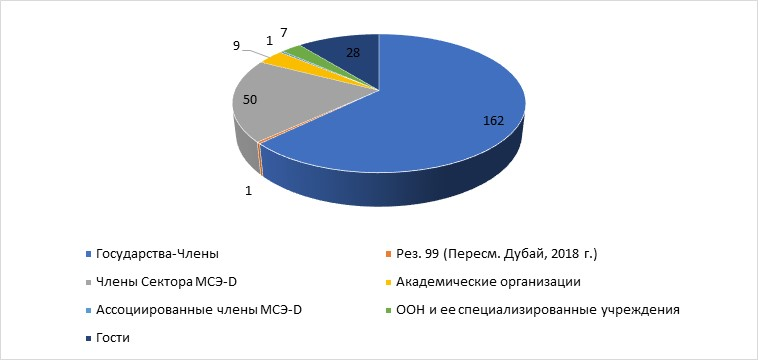 7
1
9
28
50
162
1
Государства-Члены
Рез. 99 (Пересм. Дубай, 2018 г.)
Члены Сектора МСЭ-D
Академические организации
Ассоциированные члены МСЭ-D
ООН и ее специализированные учреждения
Гости